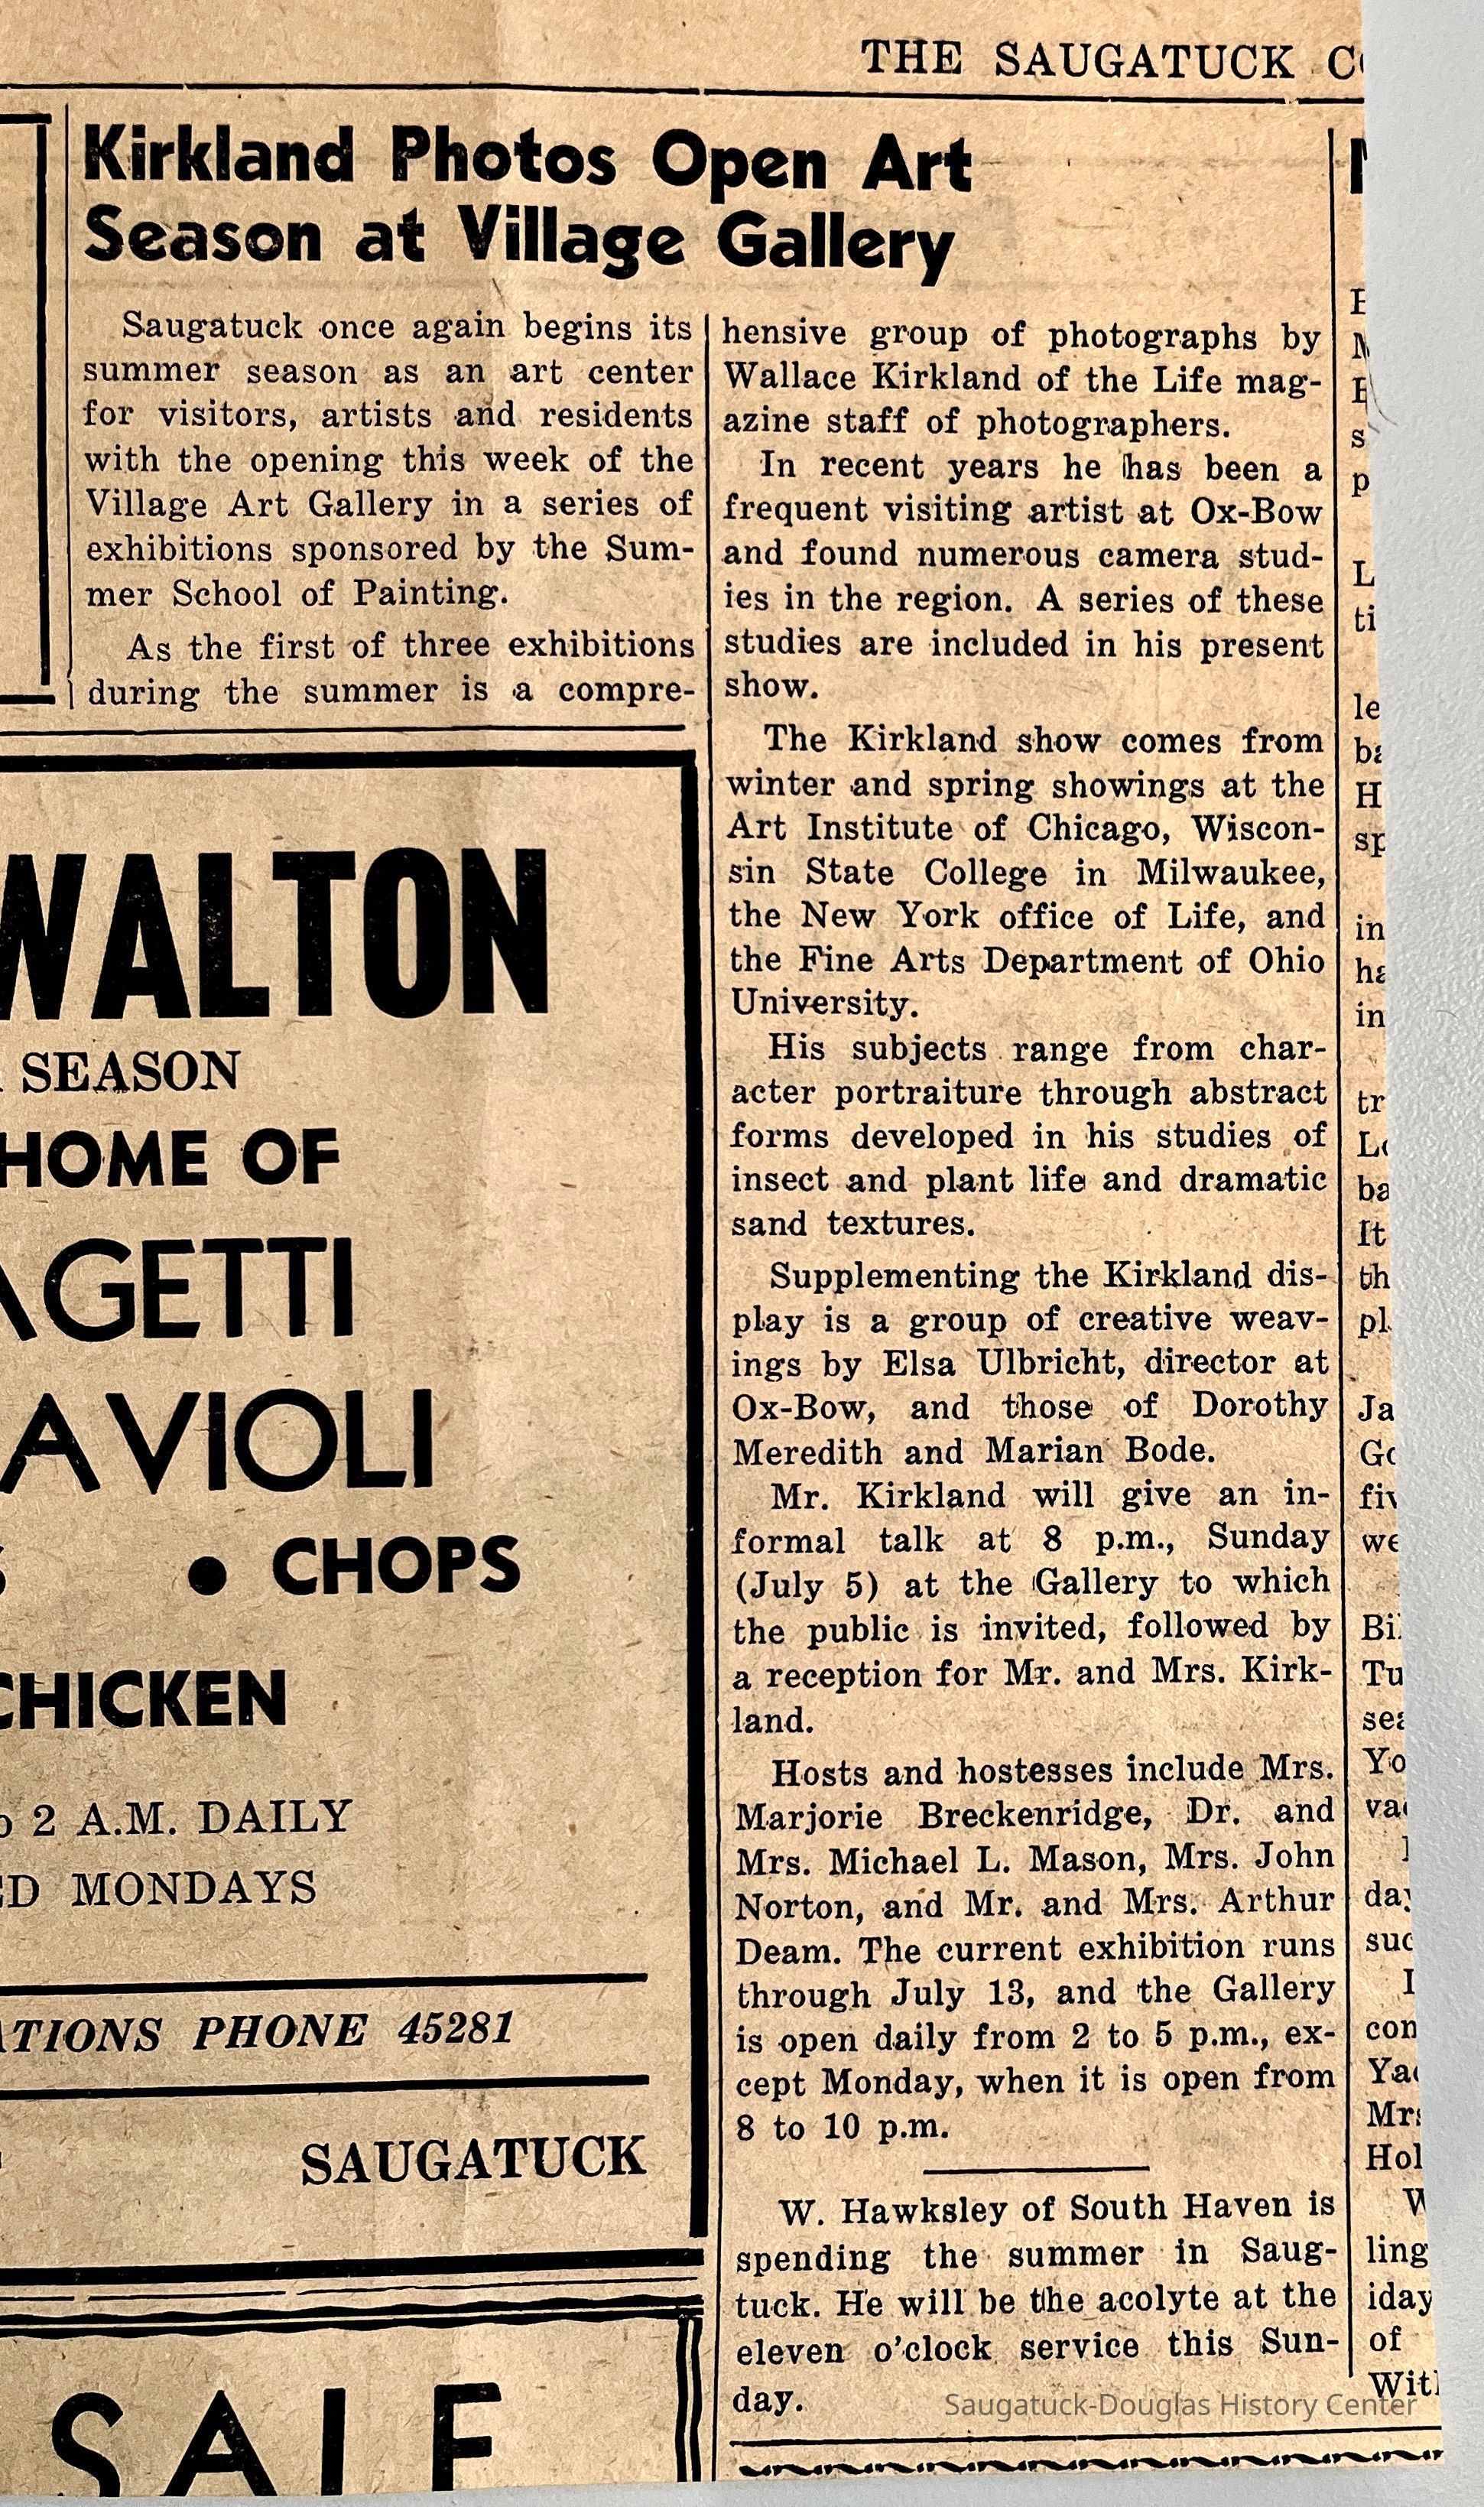 THE SAUGATUCK
Kirkland Photos Open Art
Season at Village Gallery
Saugatuck once again begins its
summer season as an art center
for visitors, artists and residents
with the opening this week of the
Village Art Gallery in a series of
exhibitions sponsored by the Sum-
mer School of Painting.
As the first of three exhibitions
during the summer is a compre-
hensive group of photographs by
Wallace Kirkland of the Life mag-
azine staff of photographers.
In recent years he has been a
frequent visiting artist at Ox-Bow
and found numerous camera stud-
ies in the region. A series of these
studies are included in his present
show.
The Kirkland show comes from
winter and spring showings at the
Art Institute of Chicago, Wiscon-
sin State College in Milwaukee,
the New York office of Life, and
the Fine Arts Department of Ohio
University.
His subjects range from char-
acter portraiture through abstract
forms developed in his studies of
insect and plant life and dramatic
sand textures.
Supplementing the Kirkland dis-
play is a group of creative weav-
ings by Elsa Ulbricht, director at
Ox-Bow, and those of Dorothy
Meredith and Marian Bode.
Mr. Kirkland will give an in-
formal talk at 8 p.m., Sunday
(July 5) at the Gallery to which
the public is invited, followed by
a reception for Mr. and Mrs. Kirk-
land.
Hosts and hostesses include Mrs.
Marjorie Breckenridge, Dr. and
Mrs. Michael L. Mason, Mrs. John
Norton, and Mr. and Mrs. Arthur
Deam. The current exhibition runs
through July 13, and the Gallery
is open daily from 2 to 5 p.m., ex-
cept Monday, when it is open from
8 to 10 p.m.
W. Hawksley of South Haven is
spending the summer in Saug-
tuck. He will be the acolyte at the
eleven o'clock service this Sun-
day.
WALTON
SEASON
HOME OF
AGETTI
AVIOLI
• CHOPS
CHICKEN
2 A.M. DAILY
ED MONDAYS
ATIONS PHONE 45281
SAUGATUCK
SALE
Saugatuck-Douglas History Center